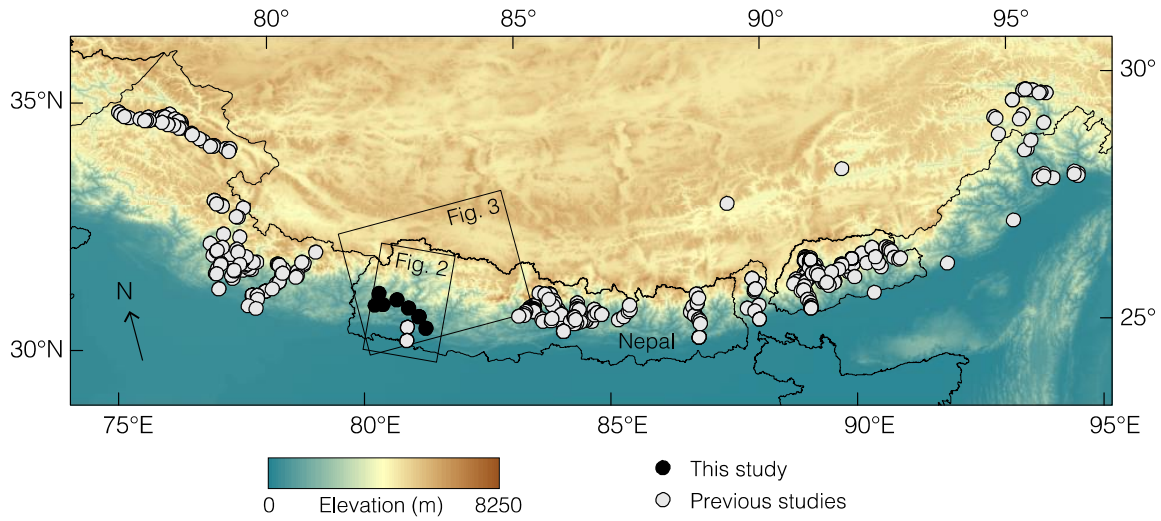 80° 85° 90° 95°
35°N 30°
Fig. 3
Fig. 2
N
Nepal
30°N 25°
75°E 80°E 85°E 90°E 95°E
0 Elevation (m) 8250
This study
Previous studies